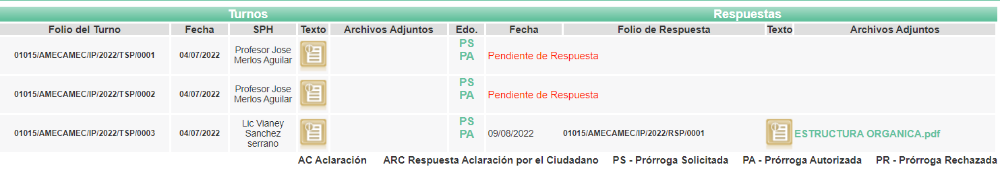 Turnos Respuestas
Folio del Turno Fecha SPH Texto Archivos Adjuntos Edo. Fecha Folio de Respuesta Texto Archivos Adjuntos
01015/AMECAMEC/IP/2022/TSP/0001 04/07/2022 Profesor Jose
Merlos Aguilar
PS
PA
Pendiente de Respuesta
01015/AMECAMEC/IP/2022/TSP/0002 04/07/2022 Profesor Jose
Merlos Aguilar
PS
PA
Pendiente de Respuesta
01015/AMECAMEC/IP/2022/TSP/0003 04/07/2022 Lic Vianey
Sanchez
serrano
PS
PA
09/08/2022 01015/AMECAMEC/IP/2022/RSP/0001 ESTRUCTURA ORGANICA.pdf
AC Aclaración ARC Respuesta Aclaración por el Ciudadano PS - Prórroga Solicitada PA - Prórroga Autorizada PR - Prórroga Rechazada